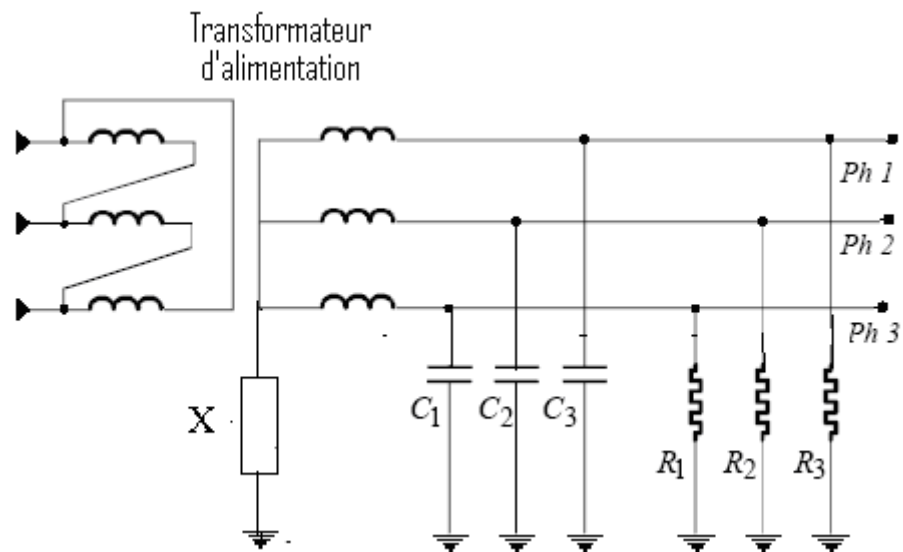 Transformateur
d'alimentation
Ph 1
Ph 2
Ph 3
X
C1
C2
C3
R1
R2
R3